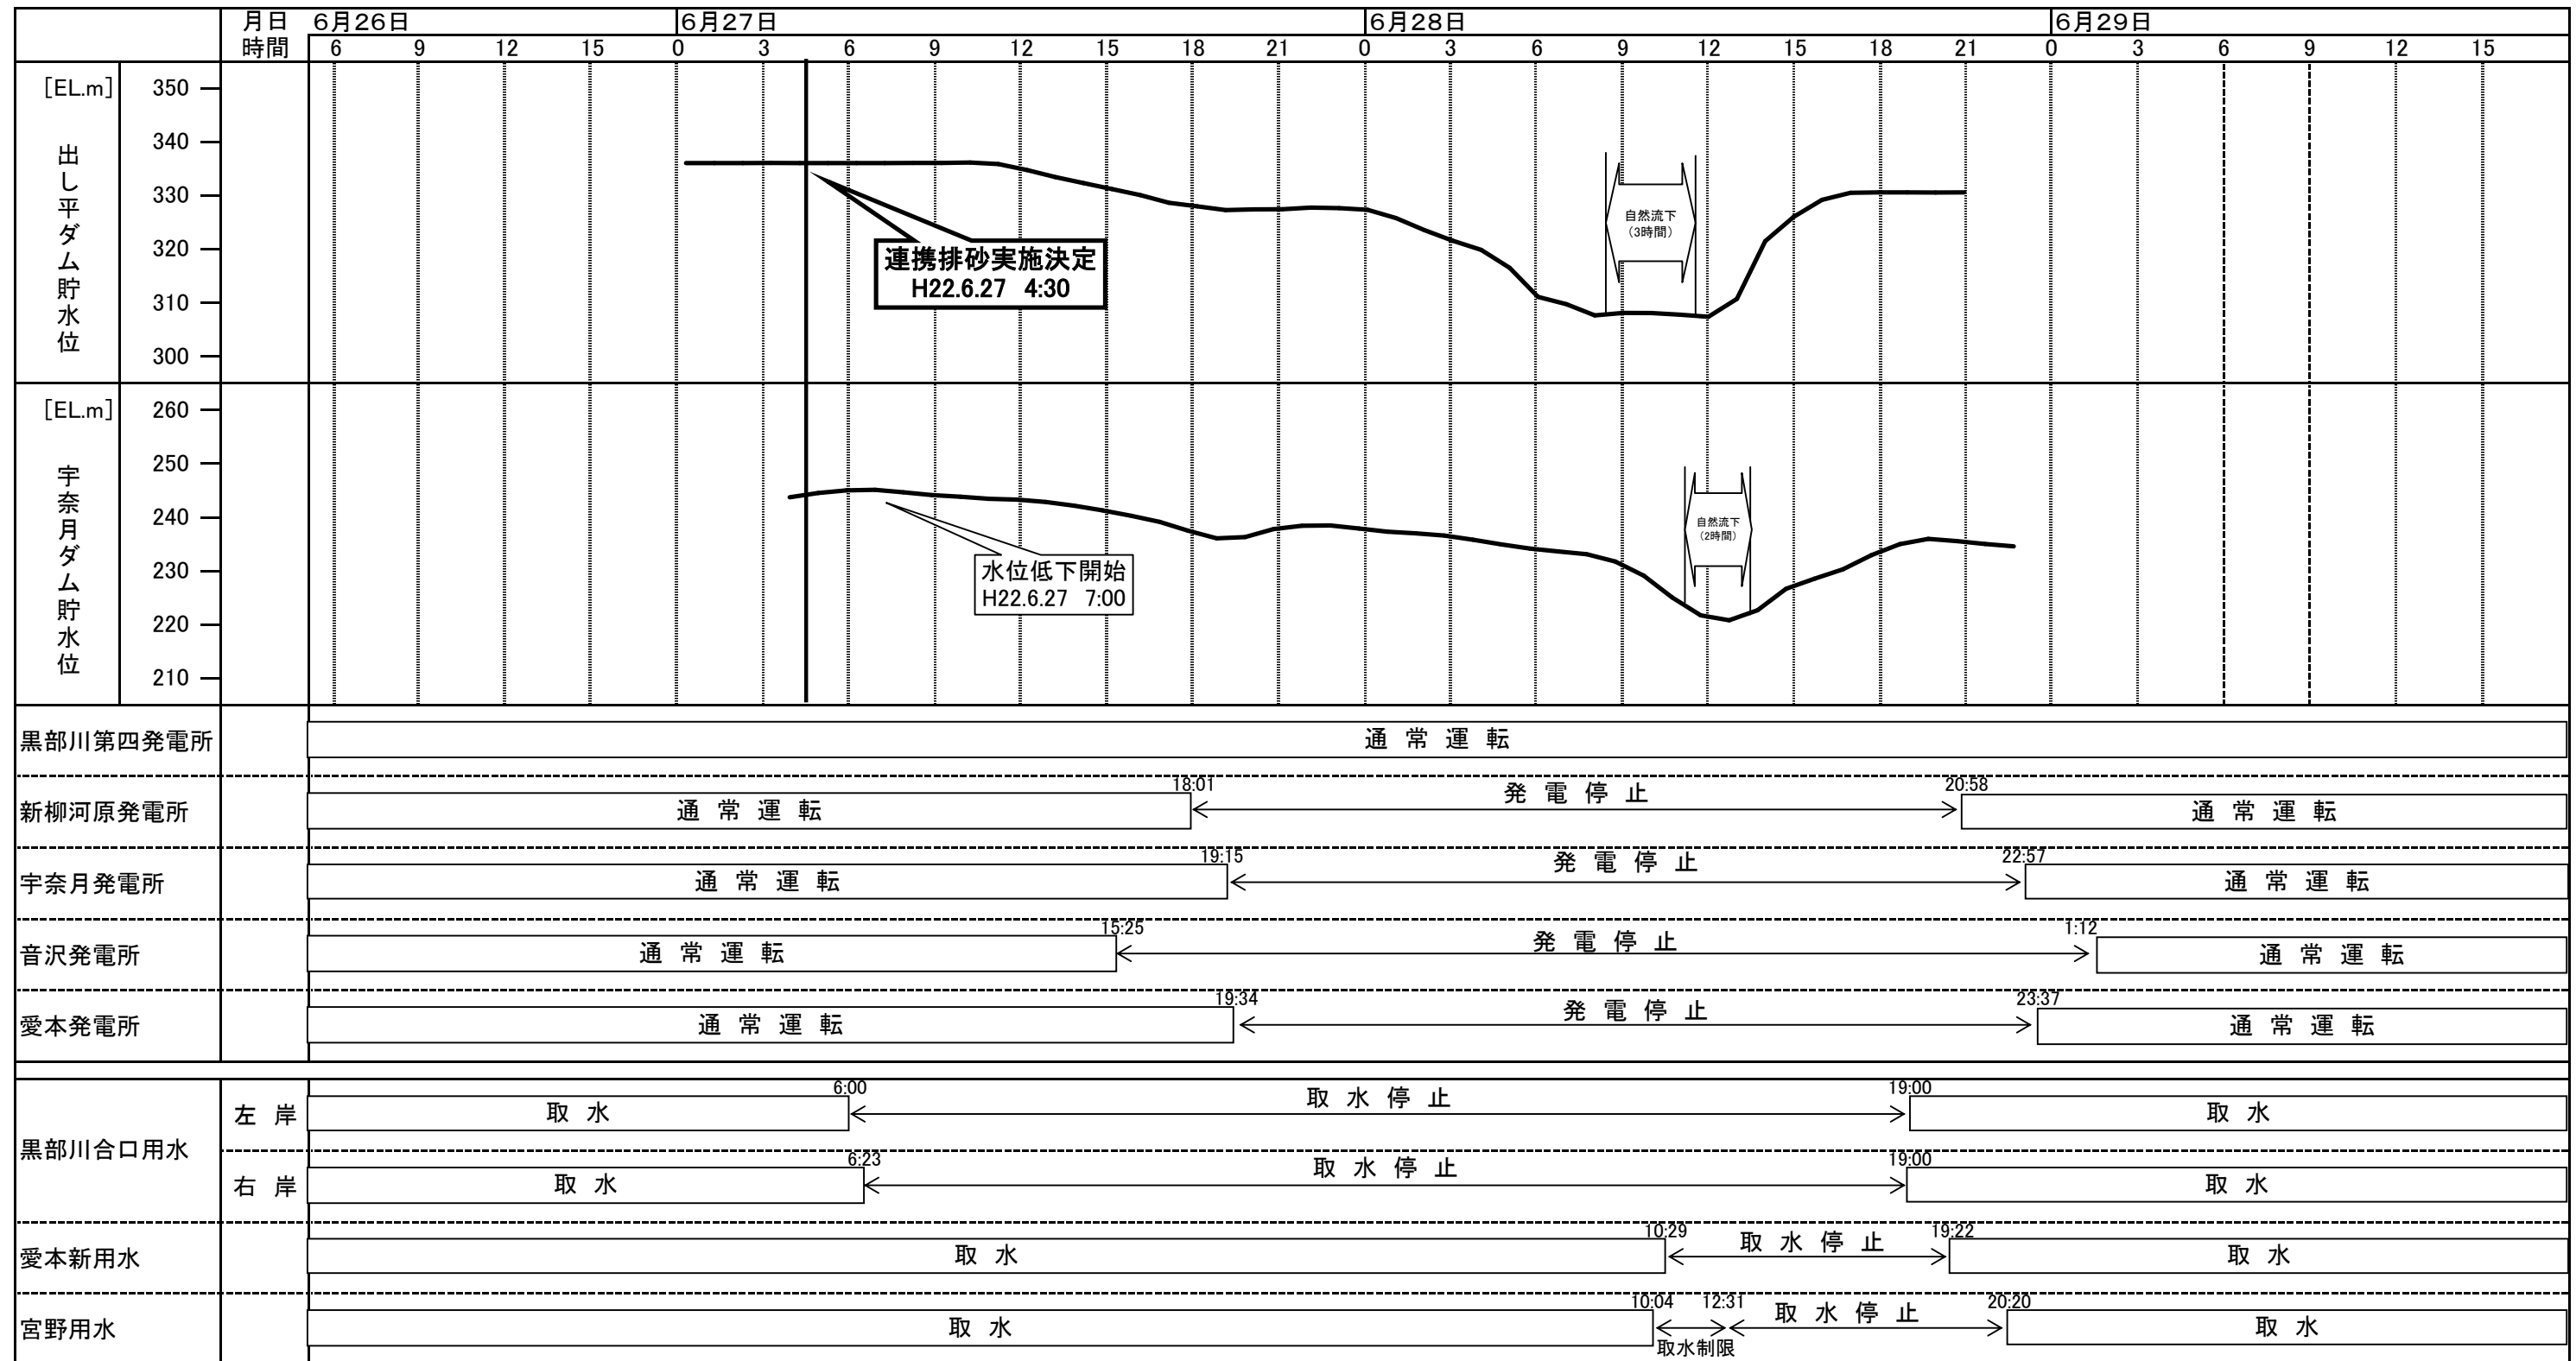 月日 6月26日 6月27日 6月28日 6月29日
時間 6 9 12 15 0 3 6 9 12 15 18 21 0 3 6 9 12 15 18 21 0 3 6 9 12 15
[EL.m]
出し平ダム貯水位
350
340
330
320
310
300
連携排砂実施決定
H22.6.27 4:30
自然流下
(3時間)
[EL.m]
宇奈月ダム貯水位
260
250
240
230
220
210
水位低下開始
H22.6.27 7:00
自然流下
(2時間)
黒部川第四発電所 通常運転
新柳河原発電所 通常運転 18:01 発電停止 20:58 通常運転
宇奈月発電所 通常運転 19:15 発電停止 22:57 通常運転
音沢発電所 通常運転 15:25 発電停止 1:12 通常運転
愛本発電所 通常運転 19:34 発電停止 23:37 通常運転
黒部川合口用水
左岸 取水 6:00 取水停止 19:00 取水
右岸 取水 6:23 取水停止 19:00 取水
愛本新用水 取水 10:29 取水停止 19:22 取水
宮野用水 取水 10:04 12:31 取水停止 20:20 取水
取水制限